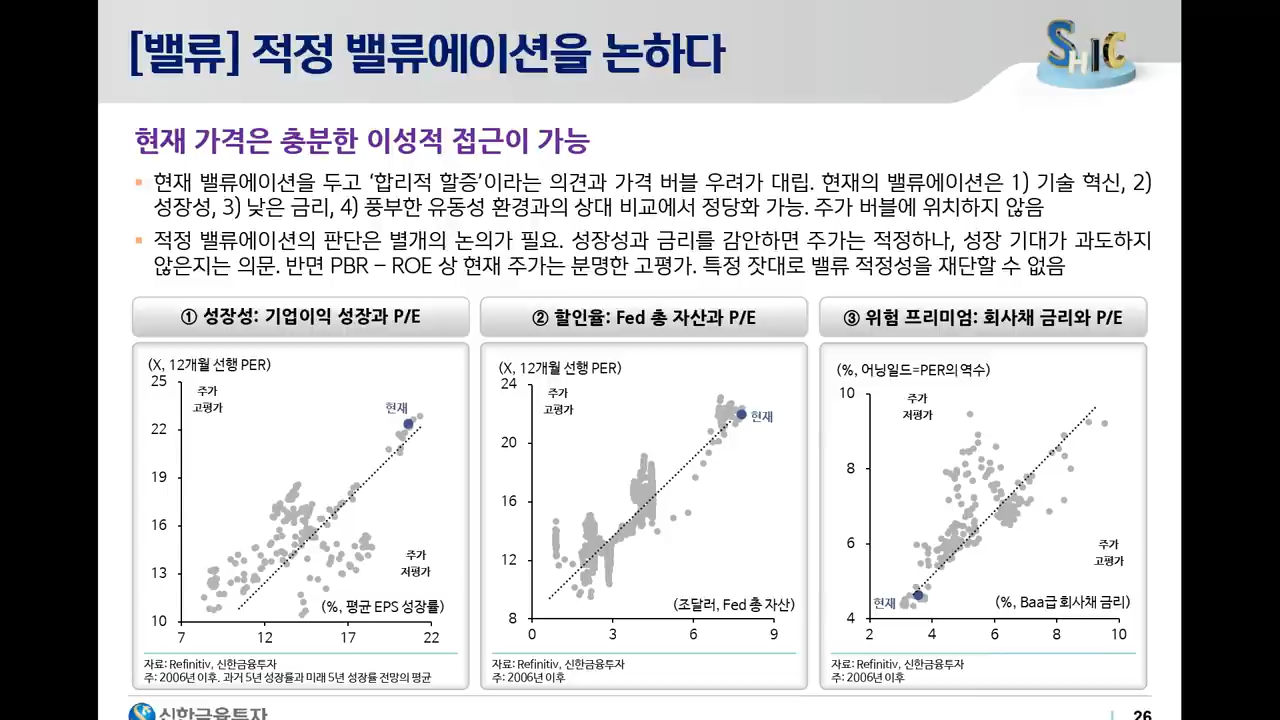 [밸류] 적정 밸류에이션을 논하다
SHIC
현재 가격은 충분한 이성적 접근이 가능
▪ 현재 밸류에이션을 두고 ‘합리적 할증’이라는 의견과 가격 버블 우려가 대립. 현재의 밸류에이션은 1) 기술 혁신, 2)
성장성, 3) 낮은 금리, 4) 풍부한 유동성 환경과의 상대 비교에서 정당화 가능. 주가 버블에 위치하지 않음
▪ 적정 밸류에이션의 판단은 별개의 논의가 필요. 성장성과 금리를 감안하면 주가는 적정하나, 성장 기대가 과도하지
않은지는 의문. 반면 PBR – ROE 상 현재 주가는 분명한 고평가. 특정 잣대로 밸류 적정성을 재단할 수 없음
① 성장성: 기업이익 성장과 P/E
(X, 12개월 선행 PER)
25
22
19
16
13
10
주가
고평가
현재
주가
저평가
(%, 평균 EPS 성장률)
7 12 17 22
자료: Refinitiv, 신한금융투자
주: 2006년 이후. 과거 5년 성장률과 미래 5년 성장률 전망의 평균
② 할인율: Fed 총 자산과 P/E
(X, 12개월 선행 PER)
24
20
16
12
8
주가
고평가
현재
(조달러, Fed 총 자산)
0 3 6 9
자료: Refinitiv, 신한금융투자
주: 2006년 이후
③ 위험 프리미엄: 회사채 금리와 P/E
(%, 어닝일드=PER의 역수)
10
8
6
4
주가
저평가
주가
고평가
현재
(%, Baa급 회사채 금리)
2 4 6 8 10
자료: Refinitiv, 신한금융투자
주: 2006년 이후
신한금융투자
26